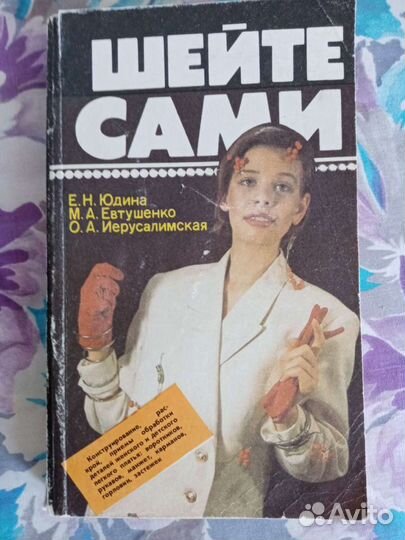 ШЕЙТЕ
САМИ
Е. Н. Юдина
М. А. Евтушенко
О. А. Иерусалимская
Конструирование, рас-
крой, приемы обработки
деталей женского и детского
легкого платья: воротников,
рукавов, манжет, карманов,
горловин, застежек
Avito